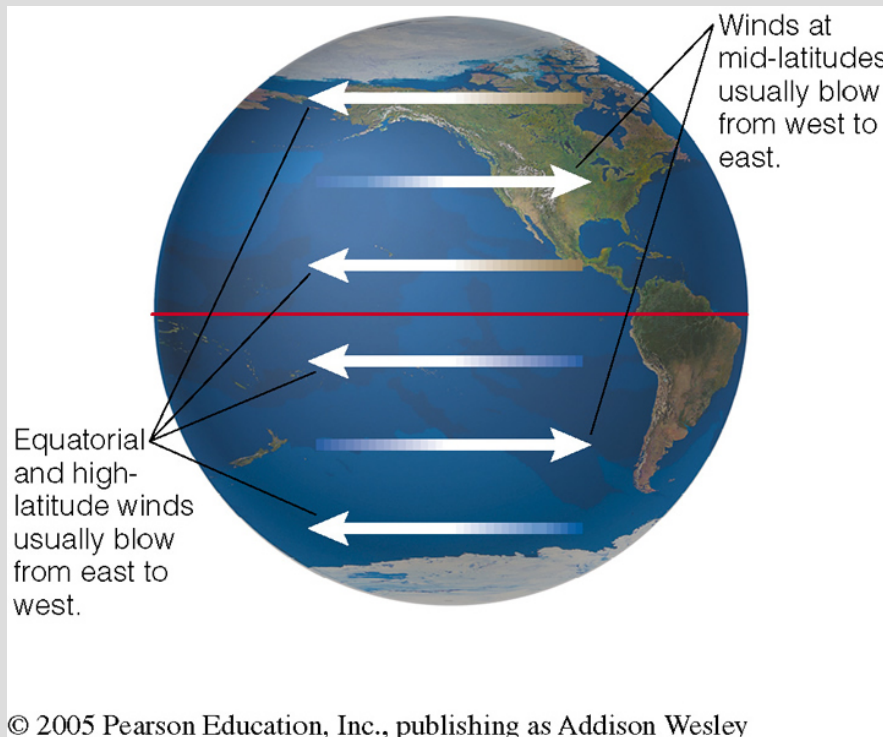 Winds at
mid-latitudes
usually blow
from west to
east.
Equatorial
and high-
latitude winds
usually blow
from east to
west.
© 2005 Pearson Education, Inc., publishing as Addison Wesley